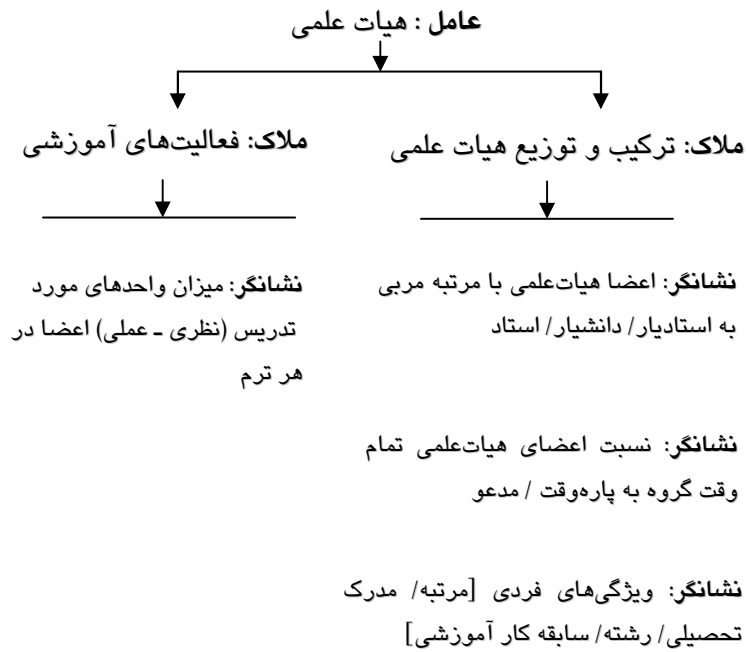 عامل : هیات علمی
ملاک: ترکیب و توزیع هیات علمی
ملاک: فعالیت‌های آموزشی
نشانگر: اعضا هیات‌علمی با مرتبه مربی
به استادیار/ دانشیار/ استاد
نشانگر: نسبت اعضای هیات‌علمی تمام
وقت گروه به پاره‌وقت / مدعو
نشانگر: ویژگی‌های فردی [مرتبه/ مدرک
تحصیلی/ رشته/ سابقه کار آموزشی]
نشانگر: میزان واحدهای مورد
تدریس (نظری - عملی) اعضا در
هر ترم